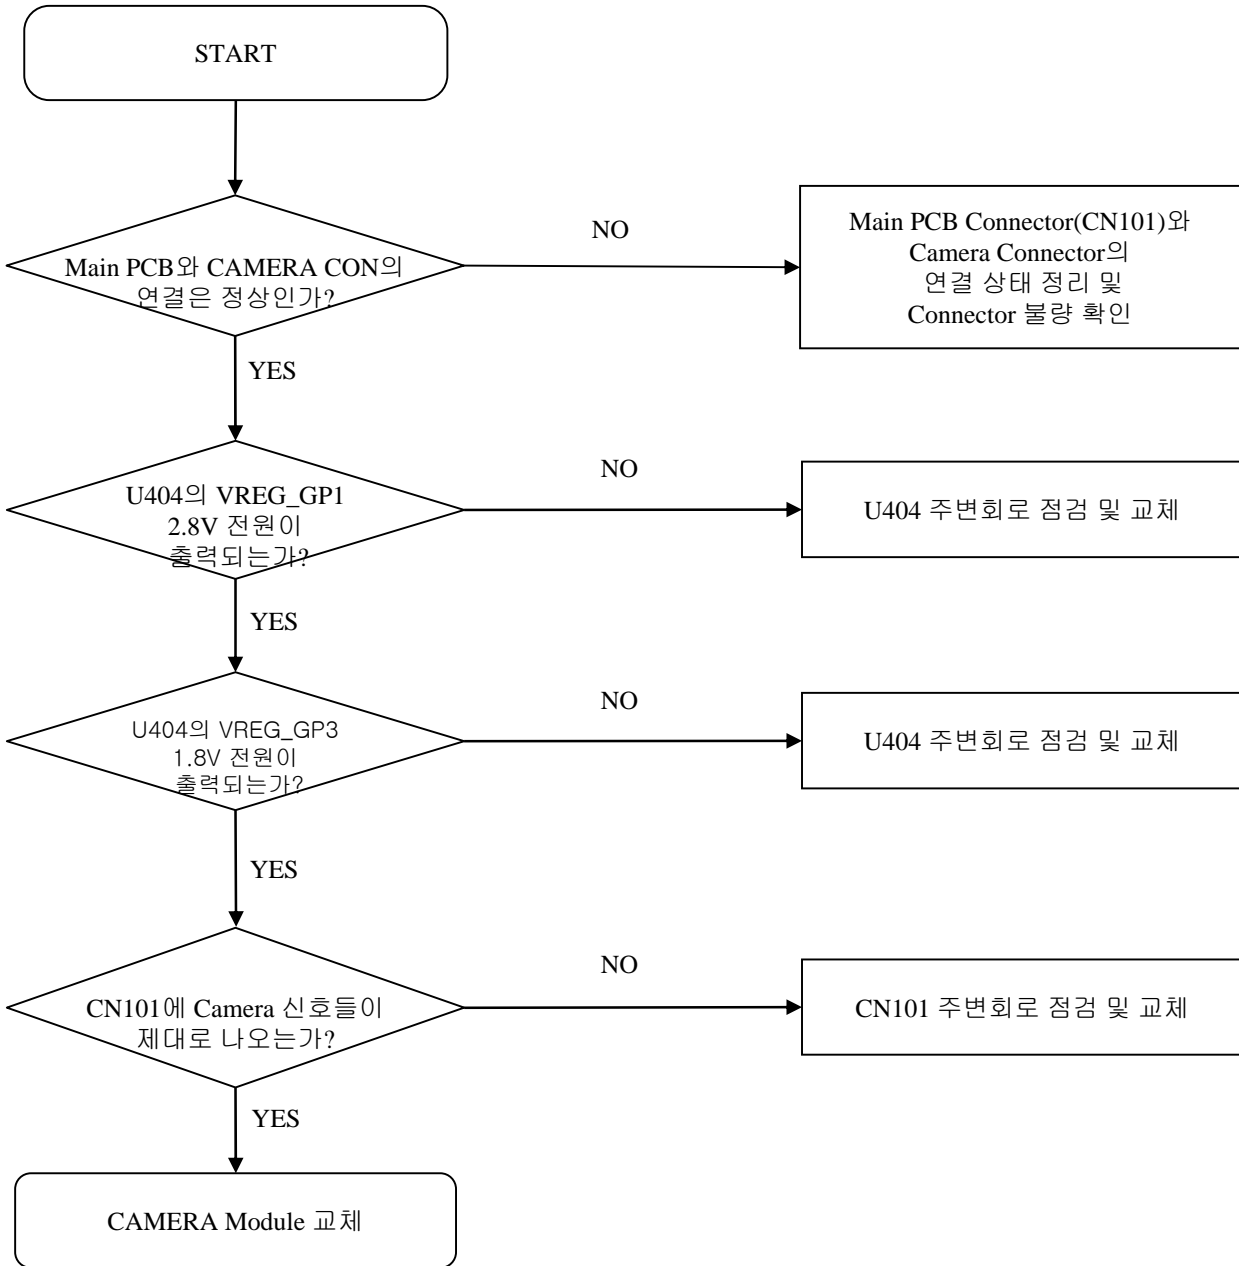 START
NO
Main PCB와 CAMERA CON의
연결은 정상인가?
Main PCB Connector(CN101)와
Camera Connector의
연결 상태 정리 및
Connector 불량 확인
YES
NO
U404의 VREG_GP1
2.8V 전원이
출력되는가?
U404 주변회로 점검 및 교체
YES
NO
U404의 VREG_GP3
1.8V 전원이
출력되는가?
U404 주변회로 점검 및 교체
YES
NO
CN101에 Camera 신호들이
제대로 나오는가?
CN101 주변회로 점검 및 교체
YES
CAMERA Module 교체